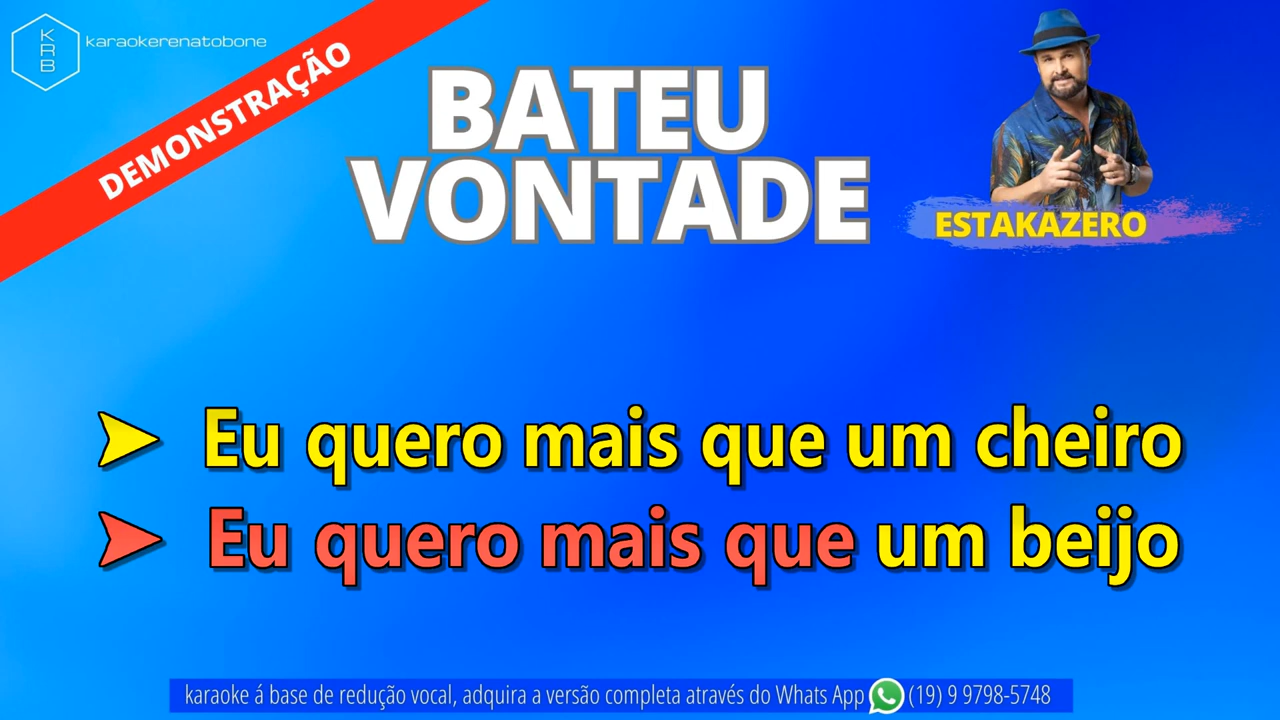 K
R
B
karaokerenatobone
DEMONSTRAÇÃO
BATEU
VONTADE
ESTAKAZERO
Eu quero mais que um cheiro
Eu quero mais que um beijo
karaoke á base de redução vocal, adquira a versão completa através do Whats App (19) 9 9798-5748